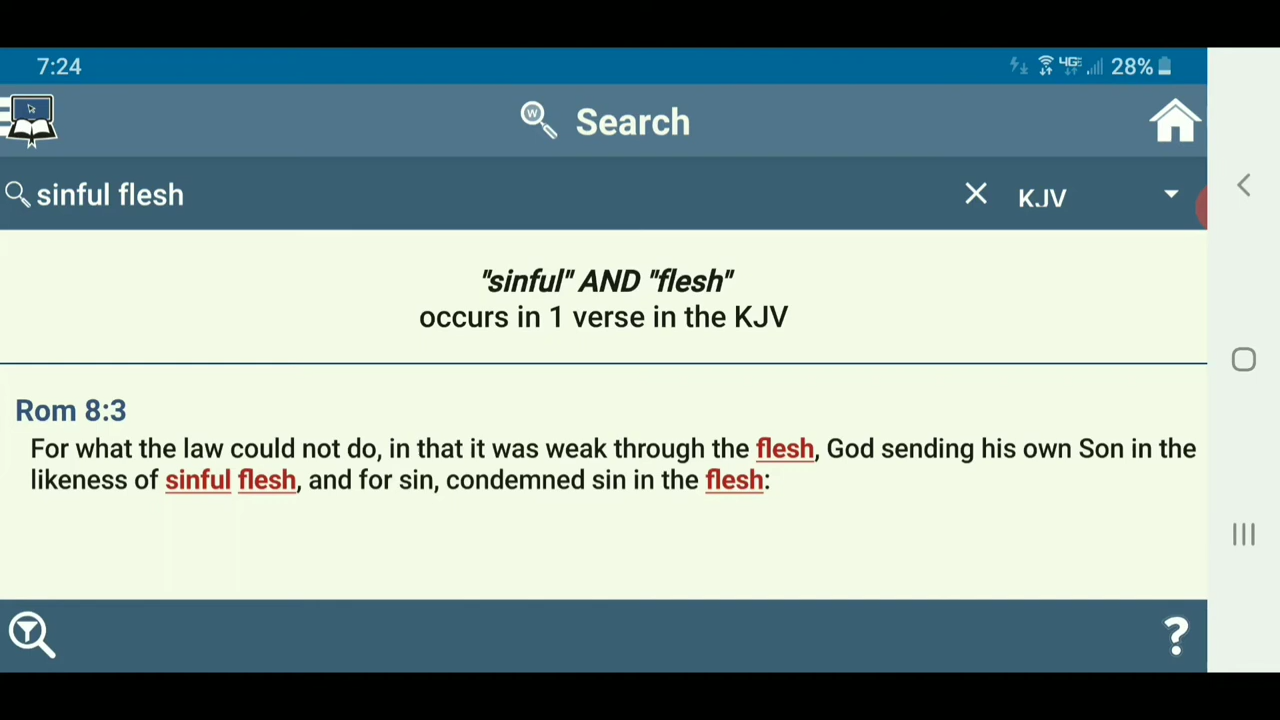 7:24
4G 28%
W Search
sinful flesh KJV
"sinful" AND "flesh"
occurs in 1 verse in the KJV
Rom 8:3
For what the law could not do, in that it was weak through the flesh, God sending his own Son in the
likeness of sinful flesh, and for sin, condemned sin in the flesh:
?